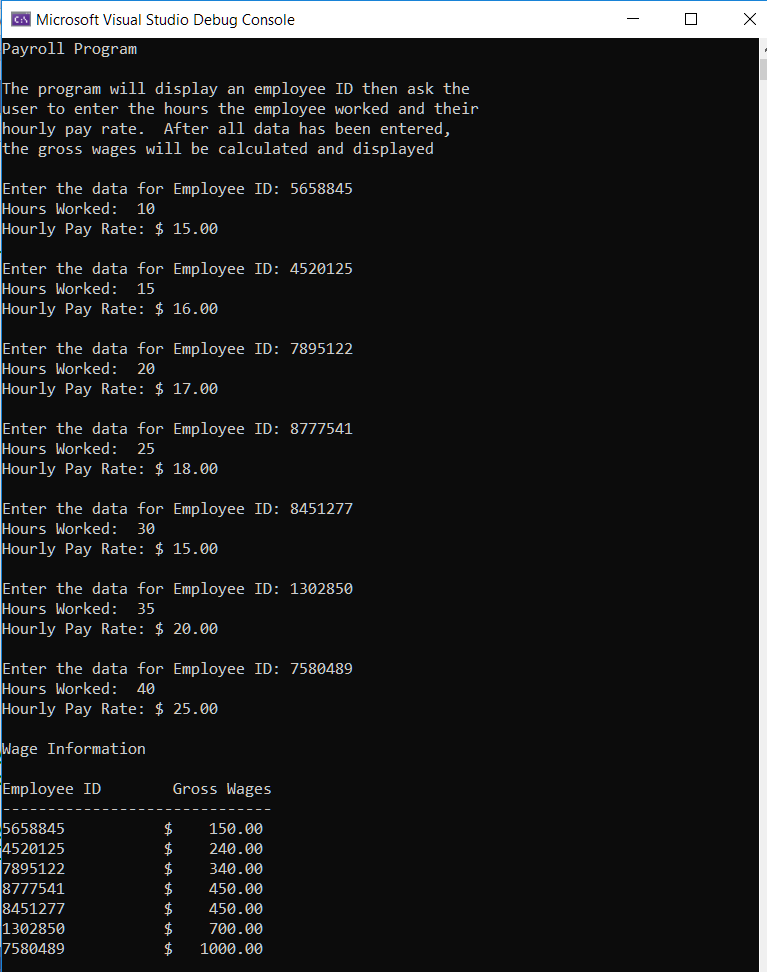 Microsoft Visual Studio Debug Console
Payroll Program
The program will display an employee ID then ask the
user to enter the hours the employee worked and their
hourly pay rate.  After all data has been entered,
the gross wages will be calculated and displayed
Enter the data for Employee ID: 5658845
Hours Worked:  10
Hourly Pay Rate: $ 15.00
Enter the data for Employee ID: 4520125
Hours Worked:  15
Hourly Pay Rate: $ 16.00
Enter the data for Employee ID: 7895122
Hours Worked:  20
Hourly Pay Rate: $ 17.00
Enter the data for Employee ID: 8777541
Hours Worked:  25
Hourly Pay Rate: $ 18.00
Enter the data for Employee ID: 8451277
Hours Worked:  30
Hourly Pay Rate: $ 15.00
Enter the data for Employee ID: 1302850
Hours Worked:  35
Hourly Pay Rate: $ 20.00
Enter the data for Employee ID: 7580489
Hours Worked:  40
Hourly Pay Rate: $ 25.00
Wage Information
Employee ID        Gross Wages
------------------------------
5658845           $    150.00
4520125           $    240.00
7895122           $    340.00
8777541           $    450.00
8451277           $    450.00
1302850           $    700.00
7580489           $   1000.00